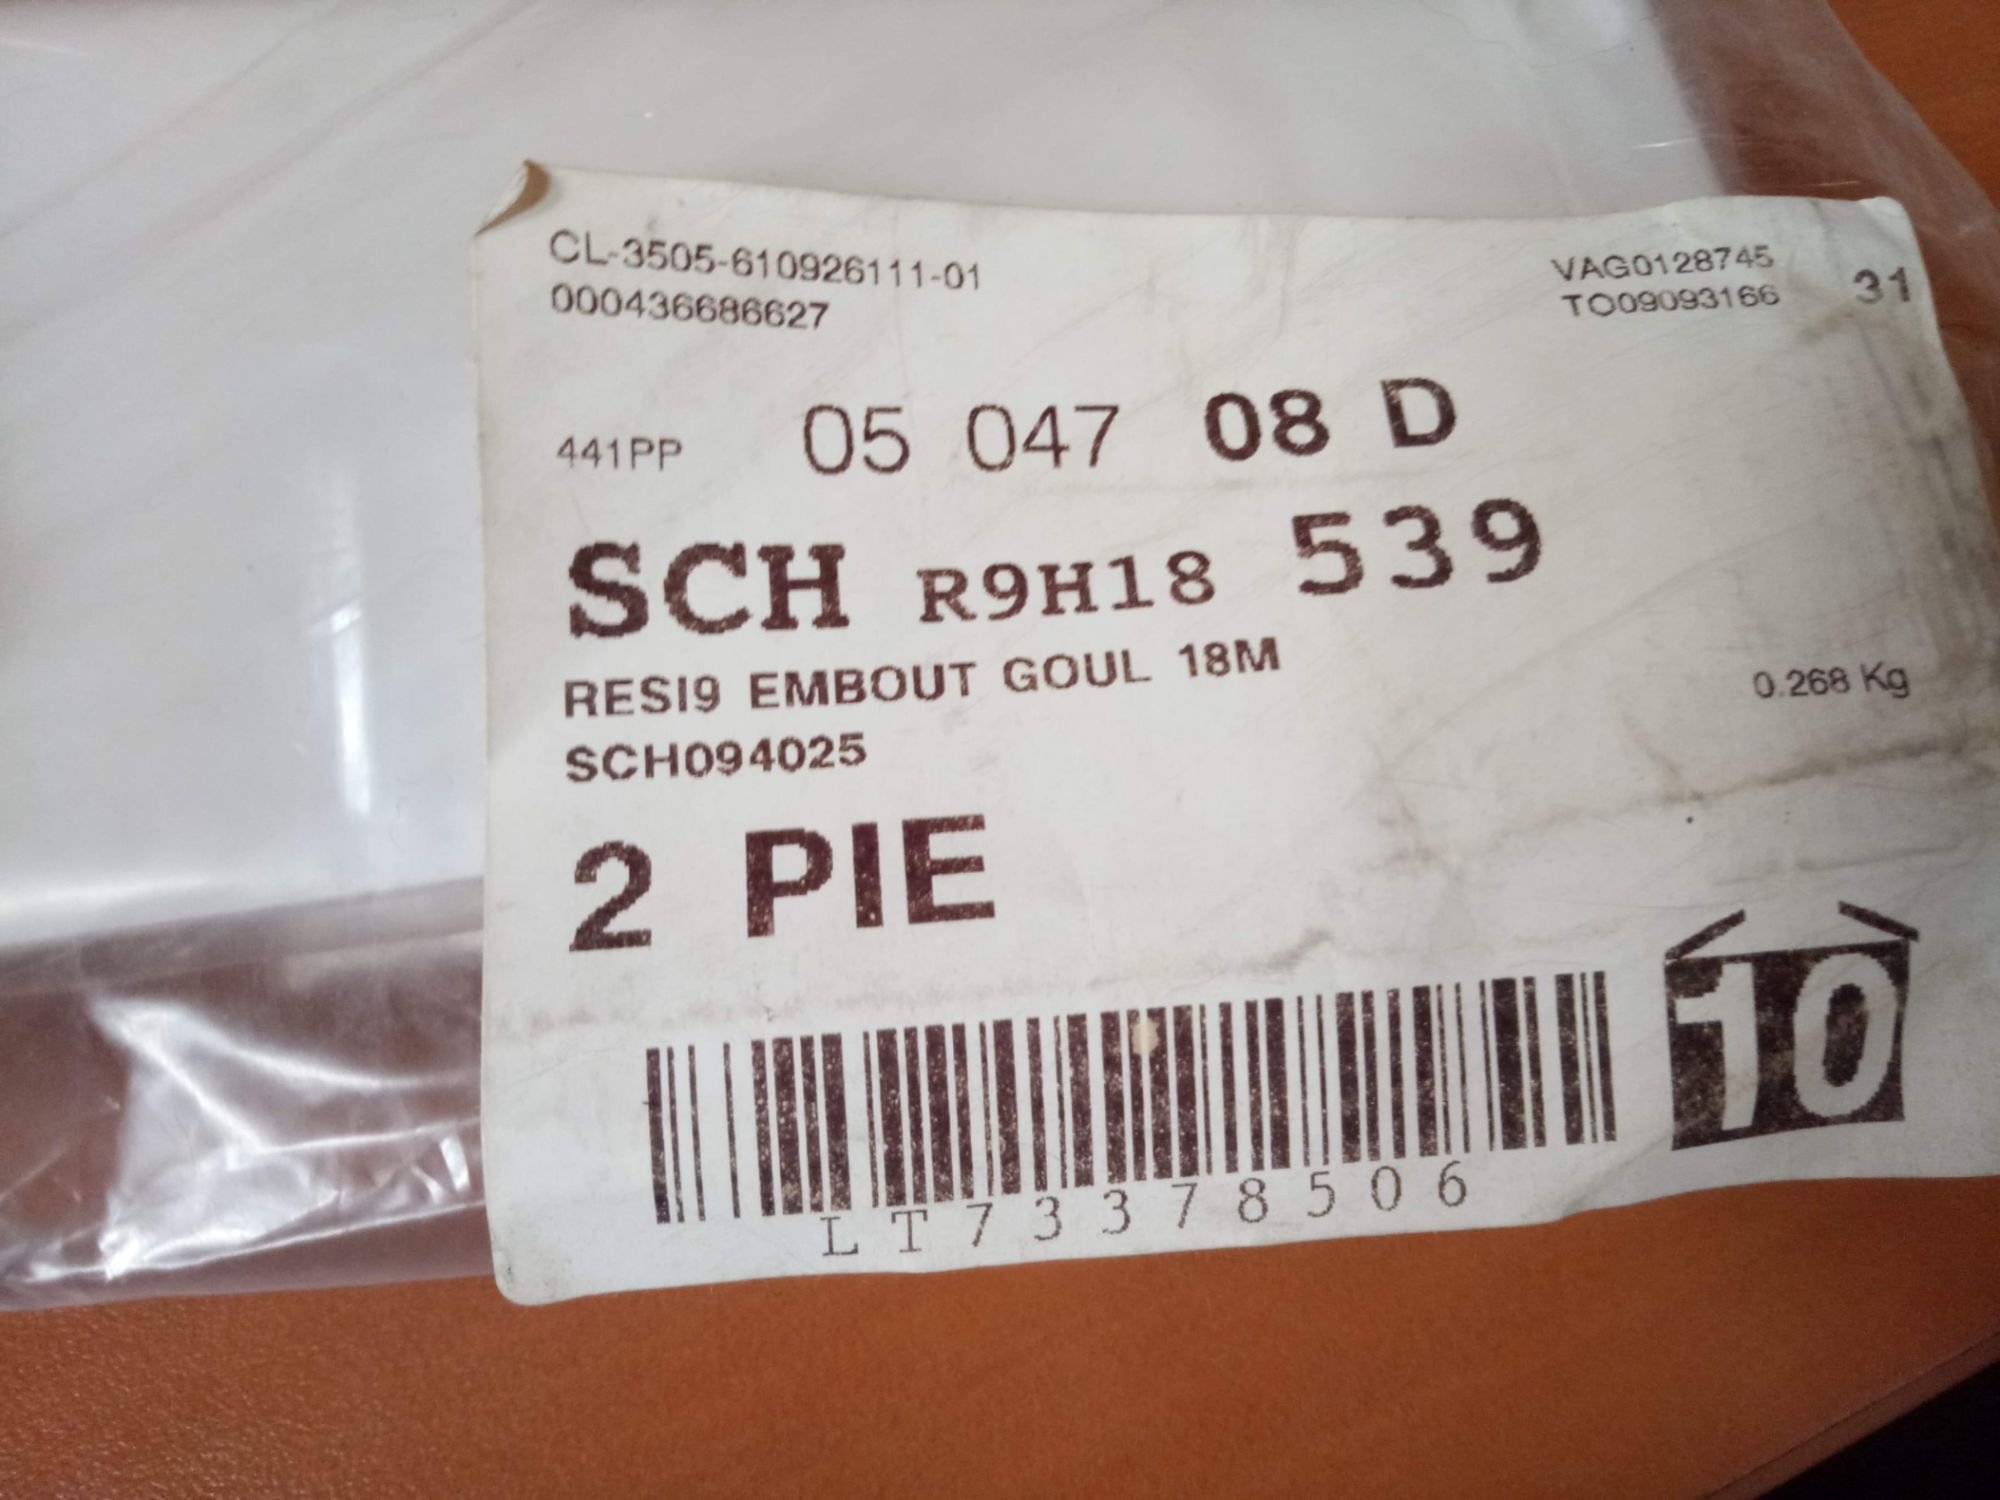 CL-3505-610926111-01
000436686627
VAG0128745
TO09093166
31
441PP 05 047 08 D
SCH R9H18 539
RESI9 EMBOUT GOUL 18M
0.268 Kg
SCH094025
2 PIE
10
LT73378506